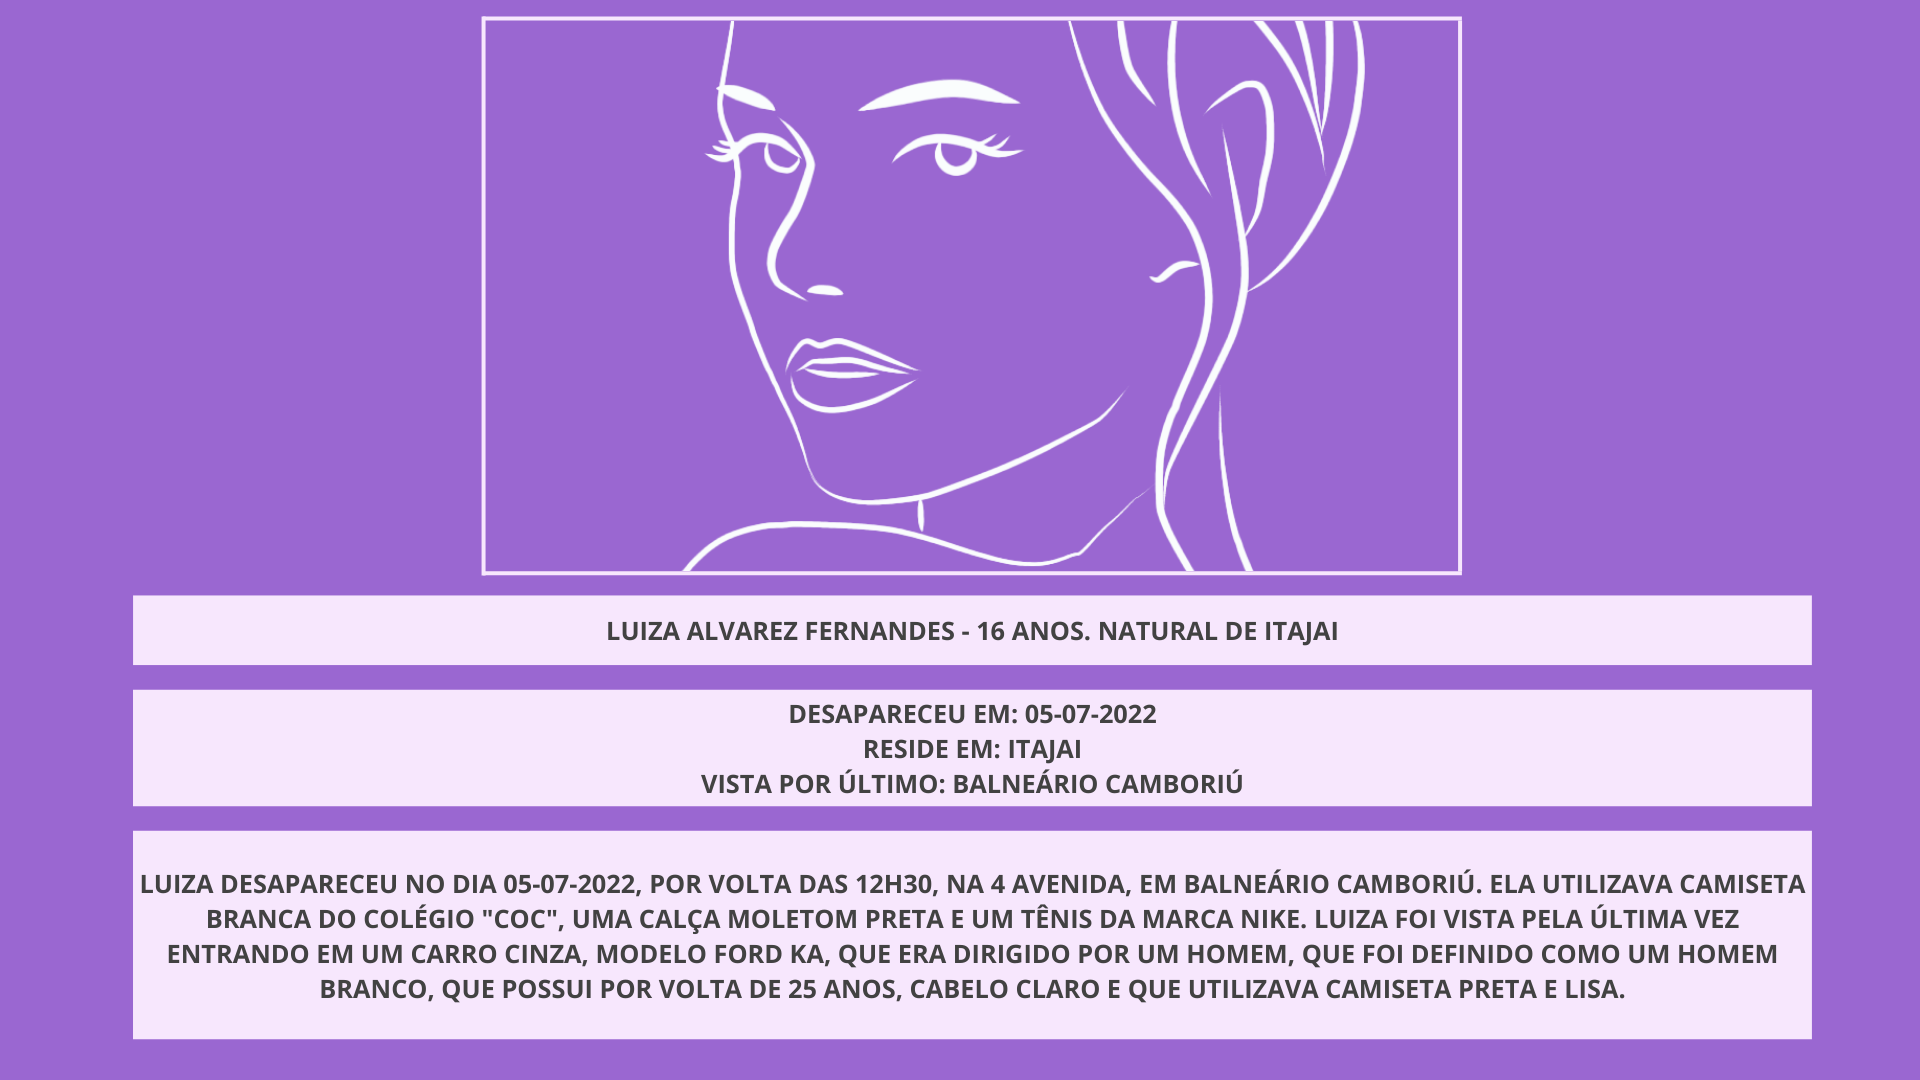 LUIZA ALVAREZ FERNANDES - 16 ANOS. NATURAL DE ITAJAI
DESAPARECEU EM: 05-07-2022
RESIDE EM: ITAJAI
VISTA POR ÚLTIMO: BALNEÁRIO CAMBORIÚ
LUIZA DESAPARECEU NO DIA 05-07-2022, POR VOLTA DAS 12H30, NA 4 AVENIDA, EM BALNEÁRIO CAMBORIÚ. ELA UTILIZAVA CAMISETA
BRANCA DO COLÉGIO "COC", UMA CALÇA MOLETOM PRETA E UM TÊNIS DA MARCA NIKE. LUIZA FOI VISTA PELA ÚLTIMA VEZ
ENTRANDO EM UM CARRO CINZA, MODELO FORD KA, QUE ERA DIRIGIDO POR UM HOMEM, QUE FOI DEFINIDO COMO UM HOMEM
BRANCO, QUE POSSUI POR VOLTA DE 25 ANOS, CABELO CLARO E QUE UTILIZAVA CAMISETA PRETA E LISA.